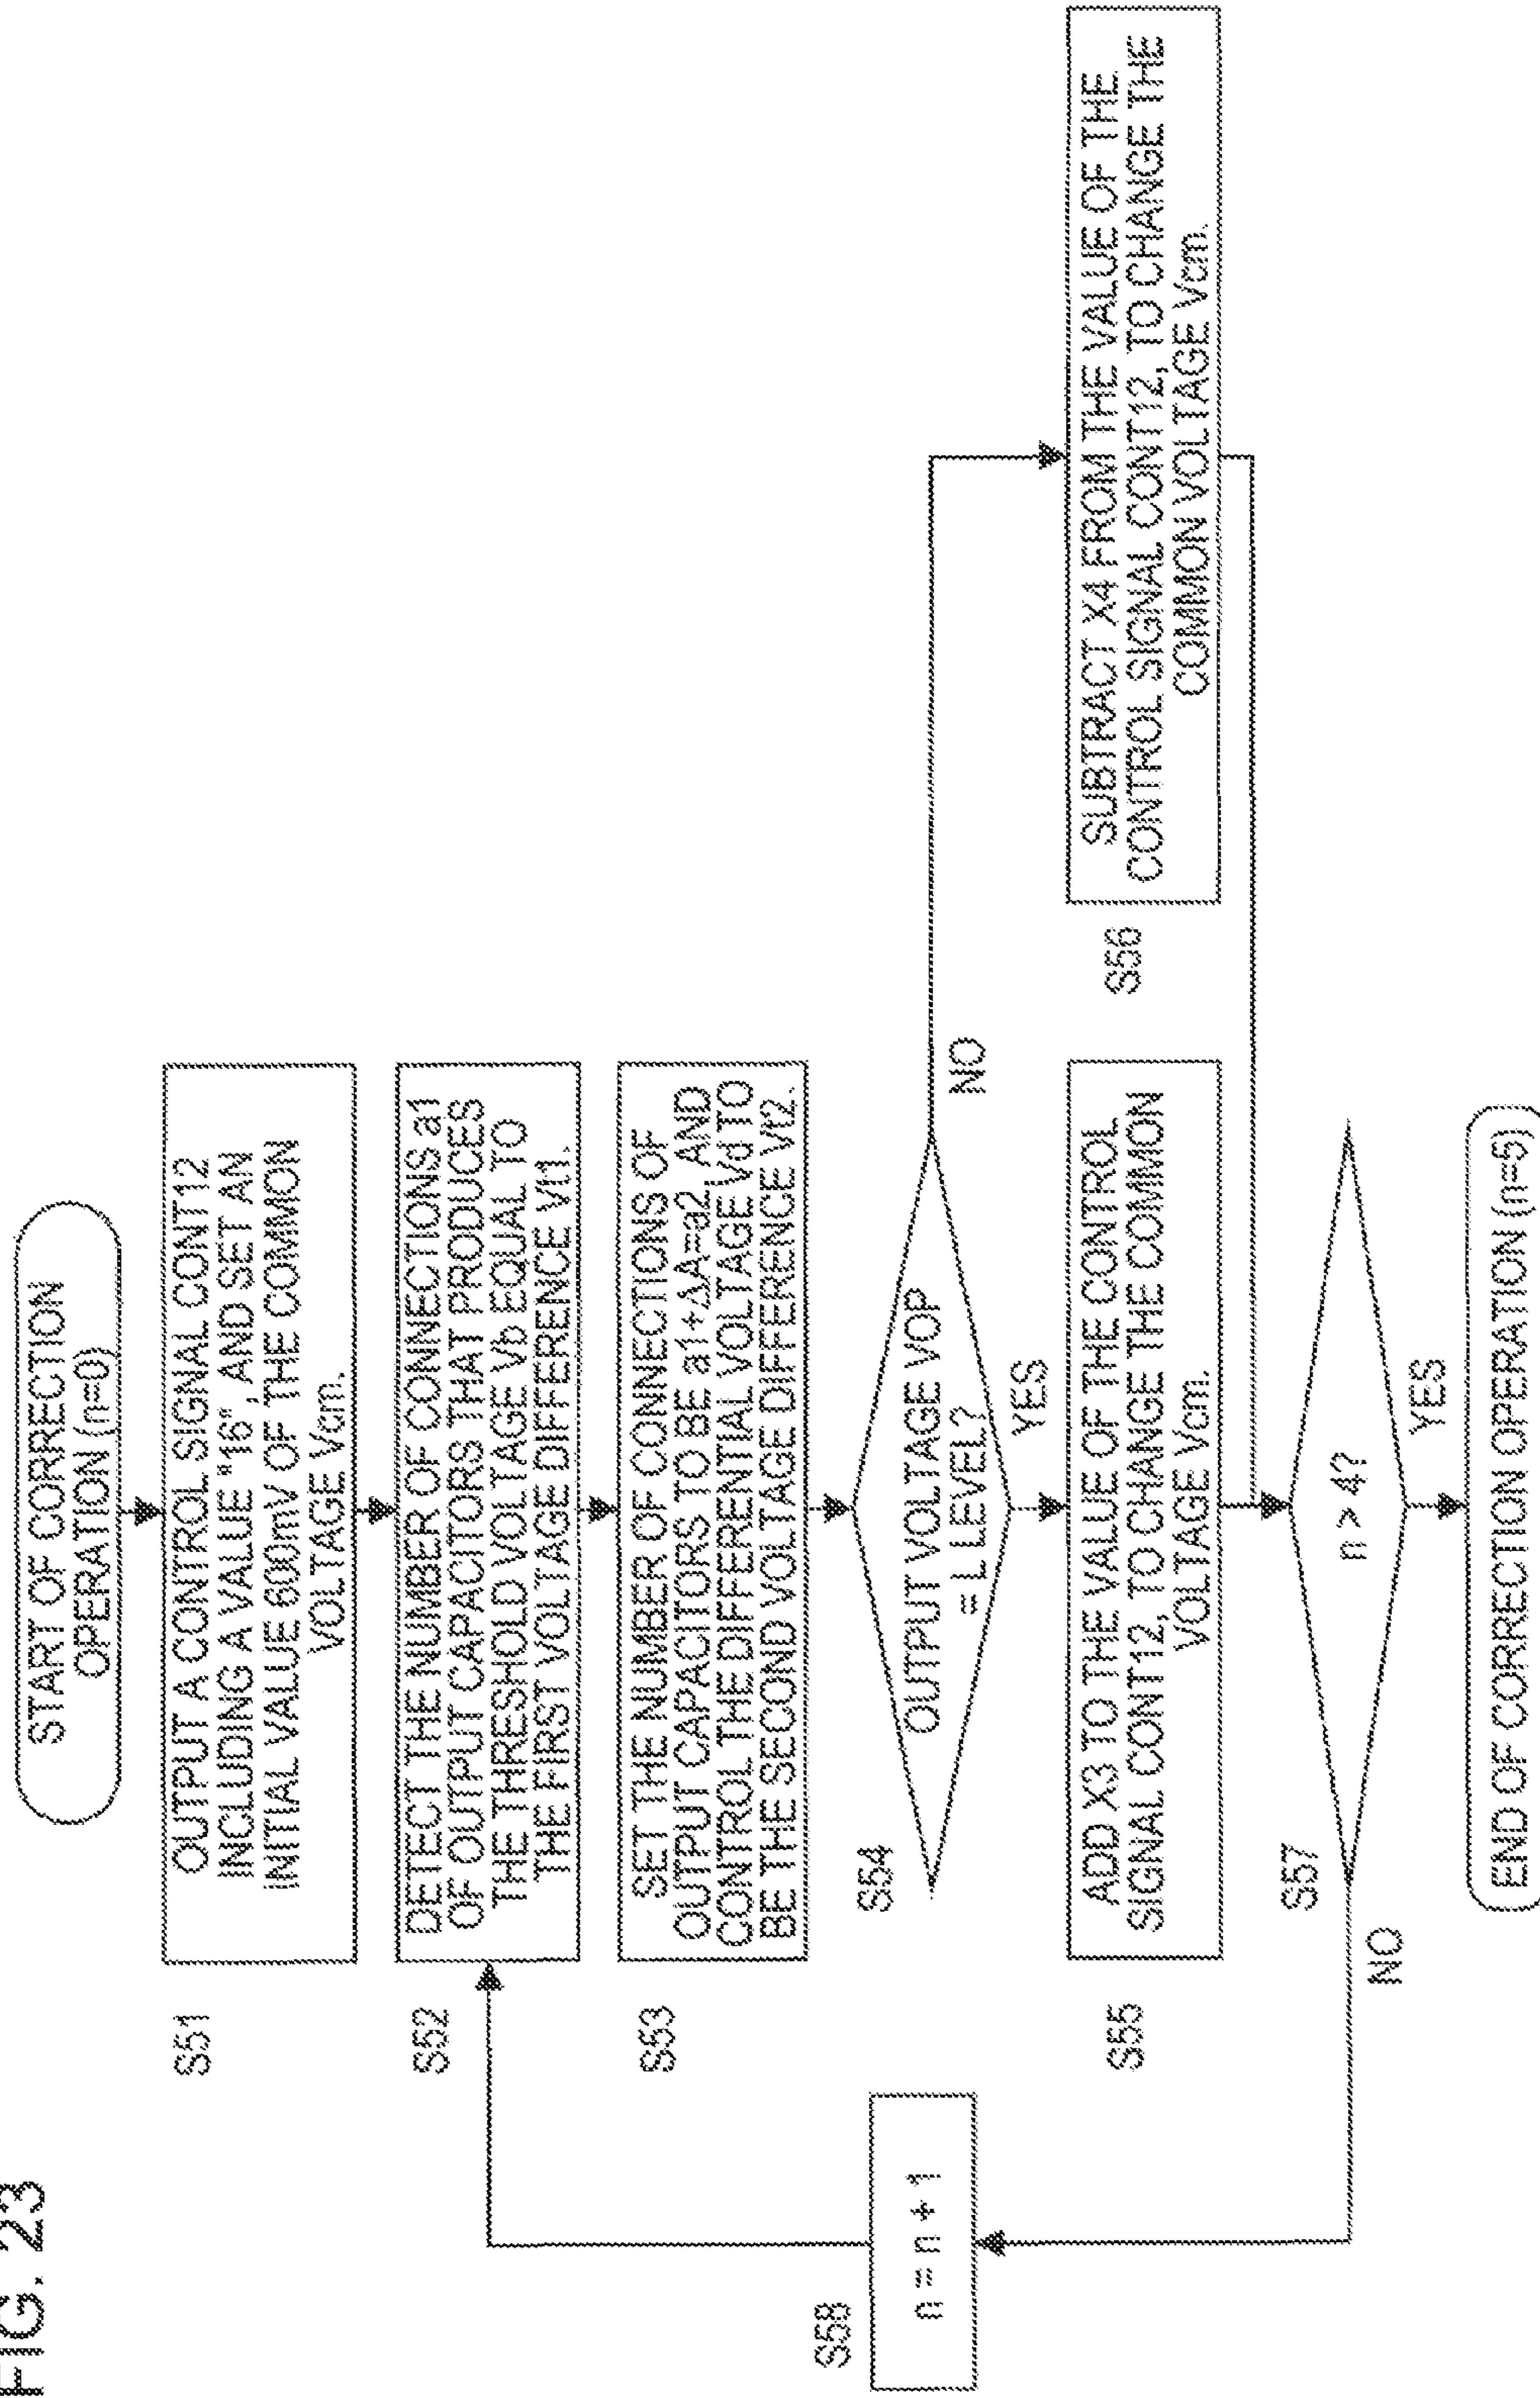 FIG. 23
START OF CORRECTION
OPERATION (n=0)
S51
OUTPUT A CONTROL SIGNAL CONT12
INCLUDING A VALUE "16", AND SET AN
INITIAL VALUE 600mV OF THE COMMON
VOLTAGE Vcm.
S52
DETECT THE NUMBER OF CONNECTIONS a1
OF OUTPUT CAPACITORS THAT PRODUCES
THE THRESHOLD VOLTAGE Vb EQUAL TO
THE FIRST VOLTAGE DIFFERENCE Vt1.
S53
SET THE NUMBER OF CONNECTIONS OF
OUTPUT CAPACITORS TO BE a1+ΔA=a2, AND
CONTROL THE DIFFERENTIAL VOLTAGE Vd TO
BE THE SECOND VOLTAGE DIFFERENCE Vt2.
S54
OUTPUT VOLTAGE VOP
= L LEVEL?
NO
YES
S55
ADD X3 TO THE VALUE OF THE CONTROL
SIGNAL CONT12, TO CHANGE THE COMMON
VOLTAGE Vcm.
S56
SUBTRACT X4 FROM THE VALUE OF THE
CONTROL SIGNAL CONT12, TO CHANGE THE
COMMON VOLTAGE Vcm.
S57
n > 4?
NO
YES
S58
n = n + 1
END OF CORRECTION OPERATION (n=5)